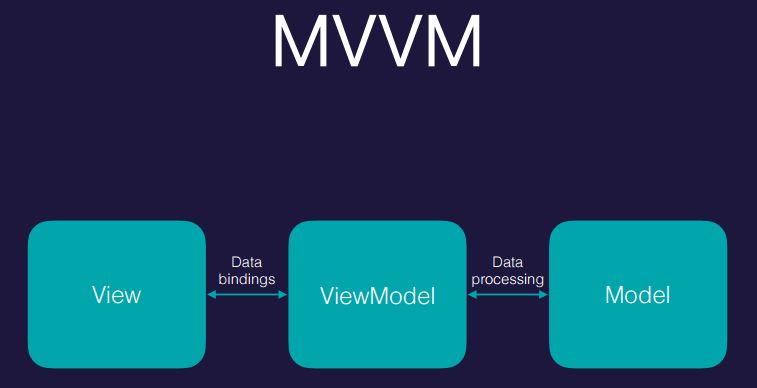 MVVM
View
Data
bindings
ViewModel
Data
processing
Model